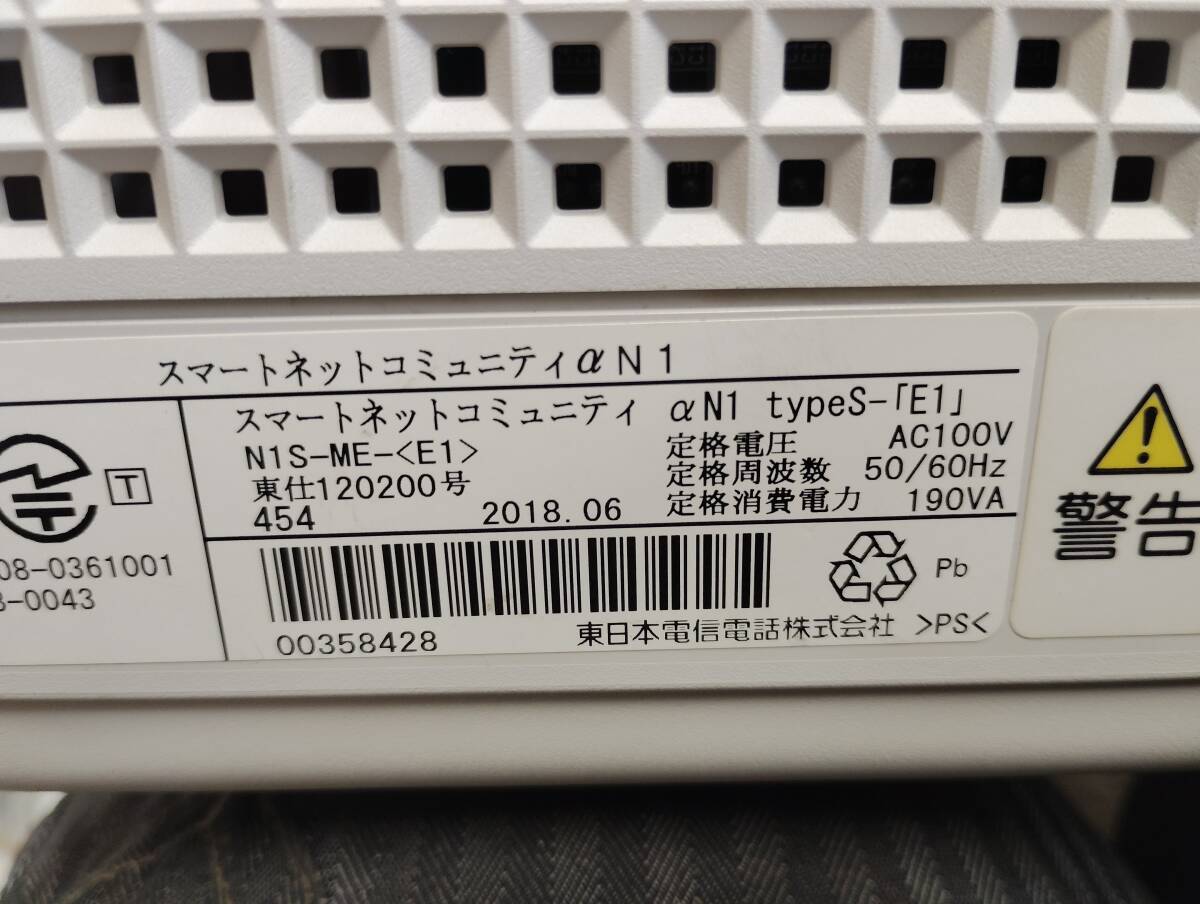 スマートネットコミュニティαN1
スマートネットコミュニティ αN1 typeS-「E1」
N1S-ME-<E1>
東仕120200号
454 2018.06
定格電圧 AC100V
定格周波数 50/60Hz
定格消費電力 190VA
T
08-0361001
3-0043
00358428
Pb
東日本電信電話株式会社 >PS<
警告